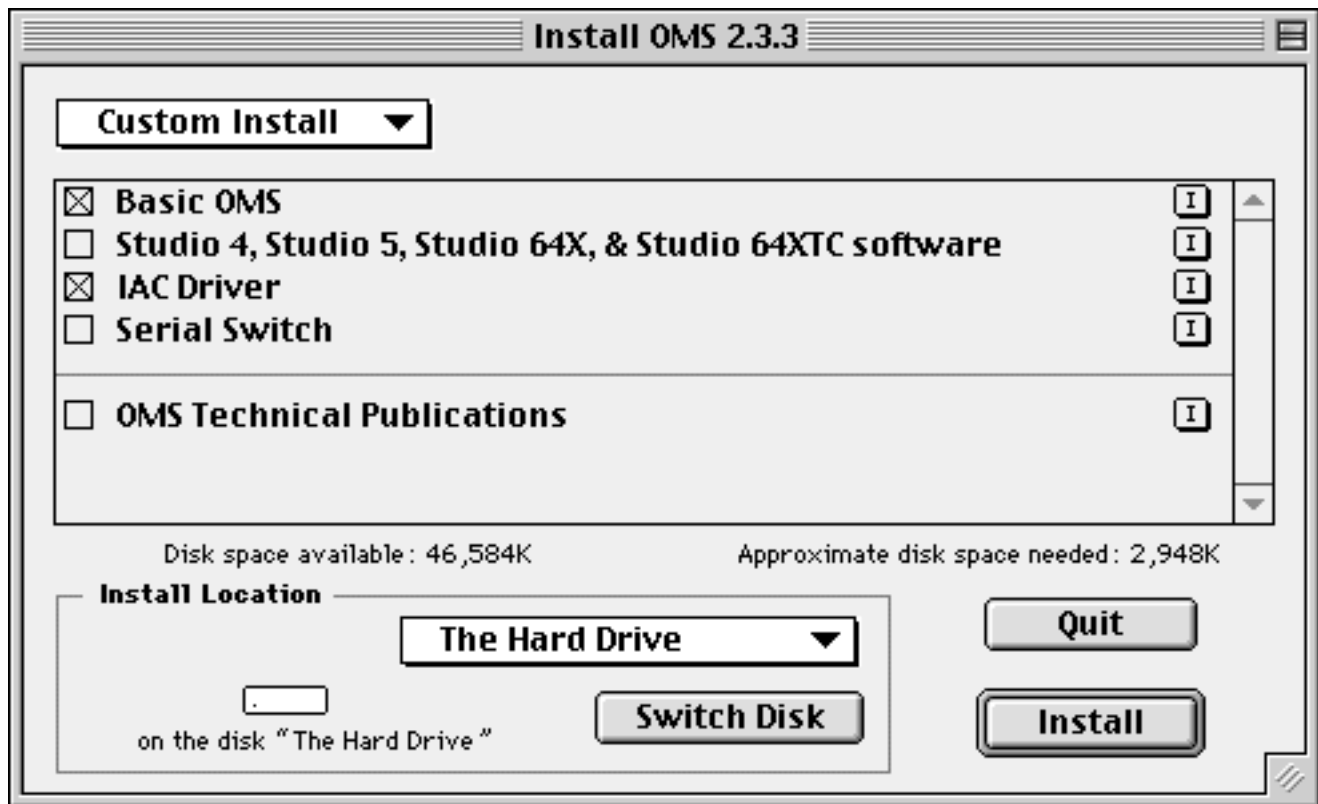 Install OMS 2.3.3
Custom Install
Basic OMS
I
Studio 4, Studio 5, Studio 64X, & Studio 64XTC software
I
IAC Driver
I
Serial Switch
I
OMS Technical Publications
I
Disk space available: 46,584K
Approximate disk space needed: 2,948K
Install Location
The Hard Drive
Quit
on the disk "The Hard Drive"
Switch Disk
Install